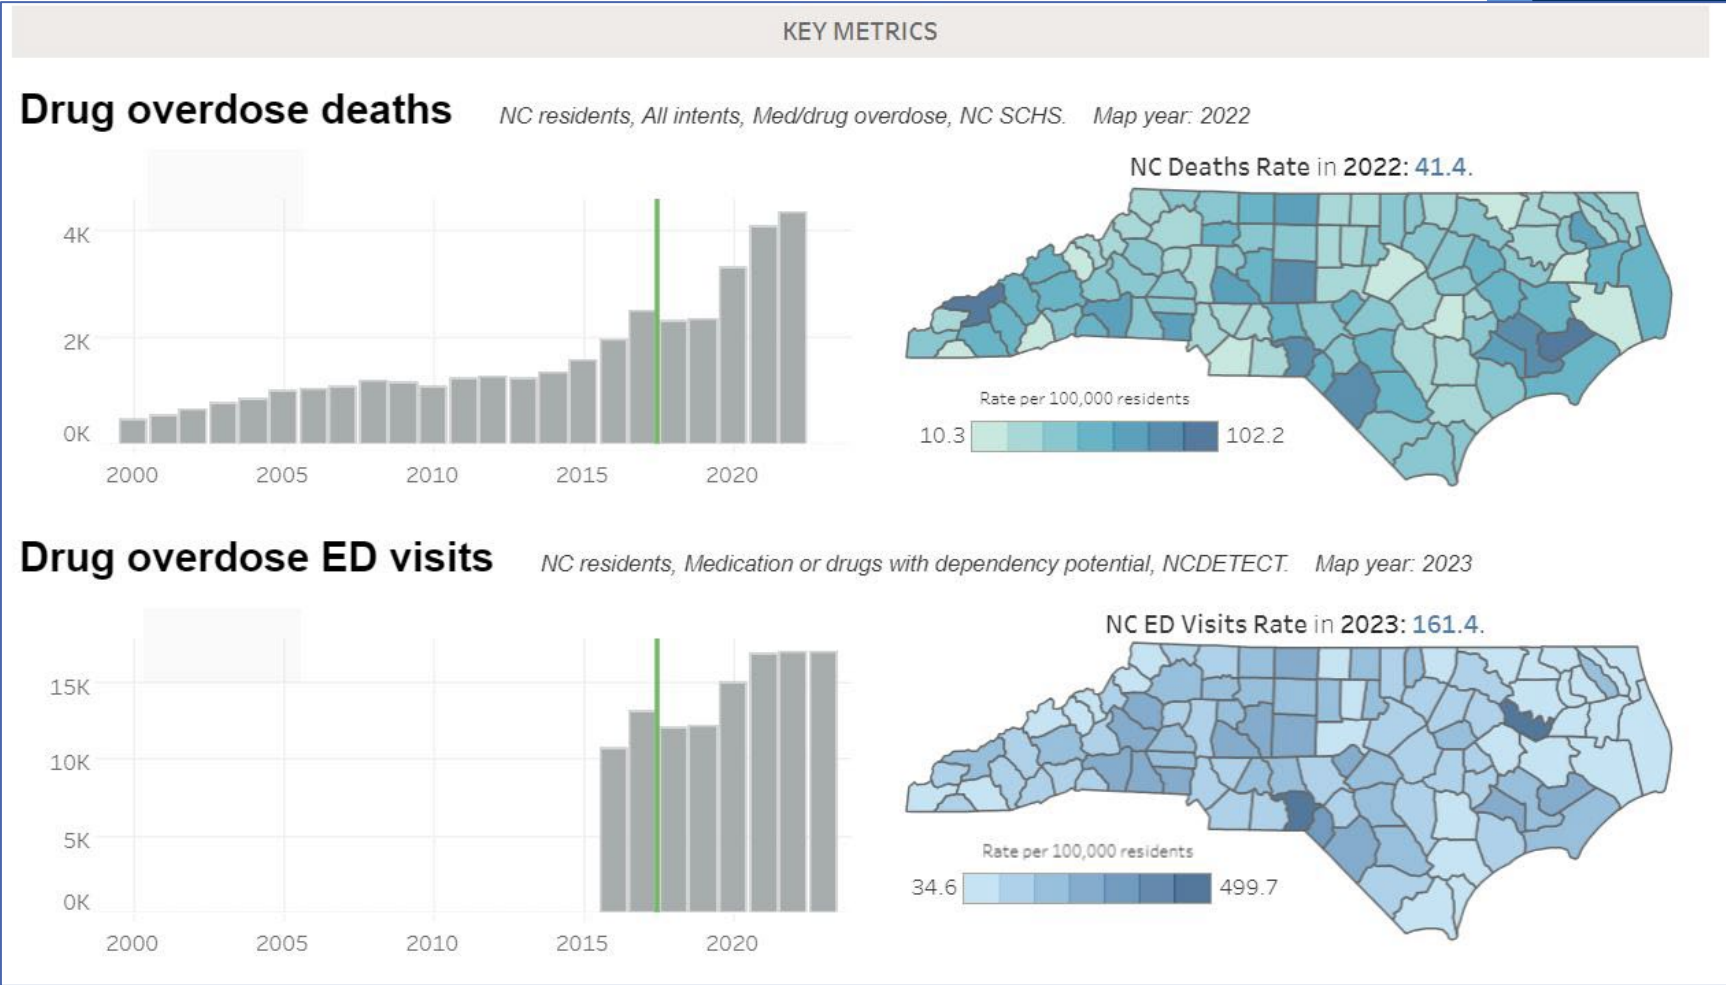 KEY METRICS
Drug overdose deaths
NC residents, All intents, Med/drug overdose, NC SCHS. Map year: 2022
4K
2K
0K
2000 2005 2010 2015 2020
NC Deaths Rate in 2022: 41.4.
Rate per 100,000 residents
10.3 102.2
Drug overdose ED visits
NC residents, Medication or drugs with dependency potential, NCDETECT. Map year: 2023
15K
10K
5K
0K
2000 2005 2010 2015 2020
NC ED Visits Rate in 2023: 161.4.
Rate per 100,000 residents
34.6 499.7